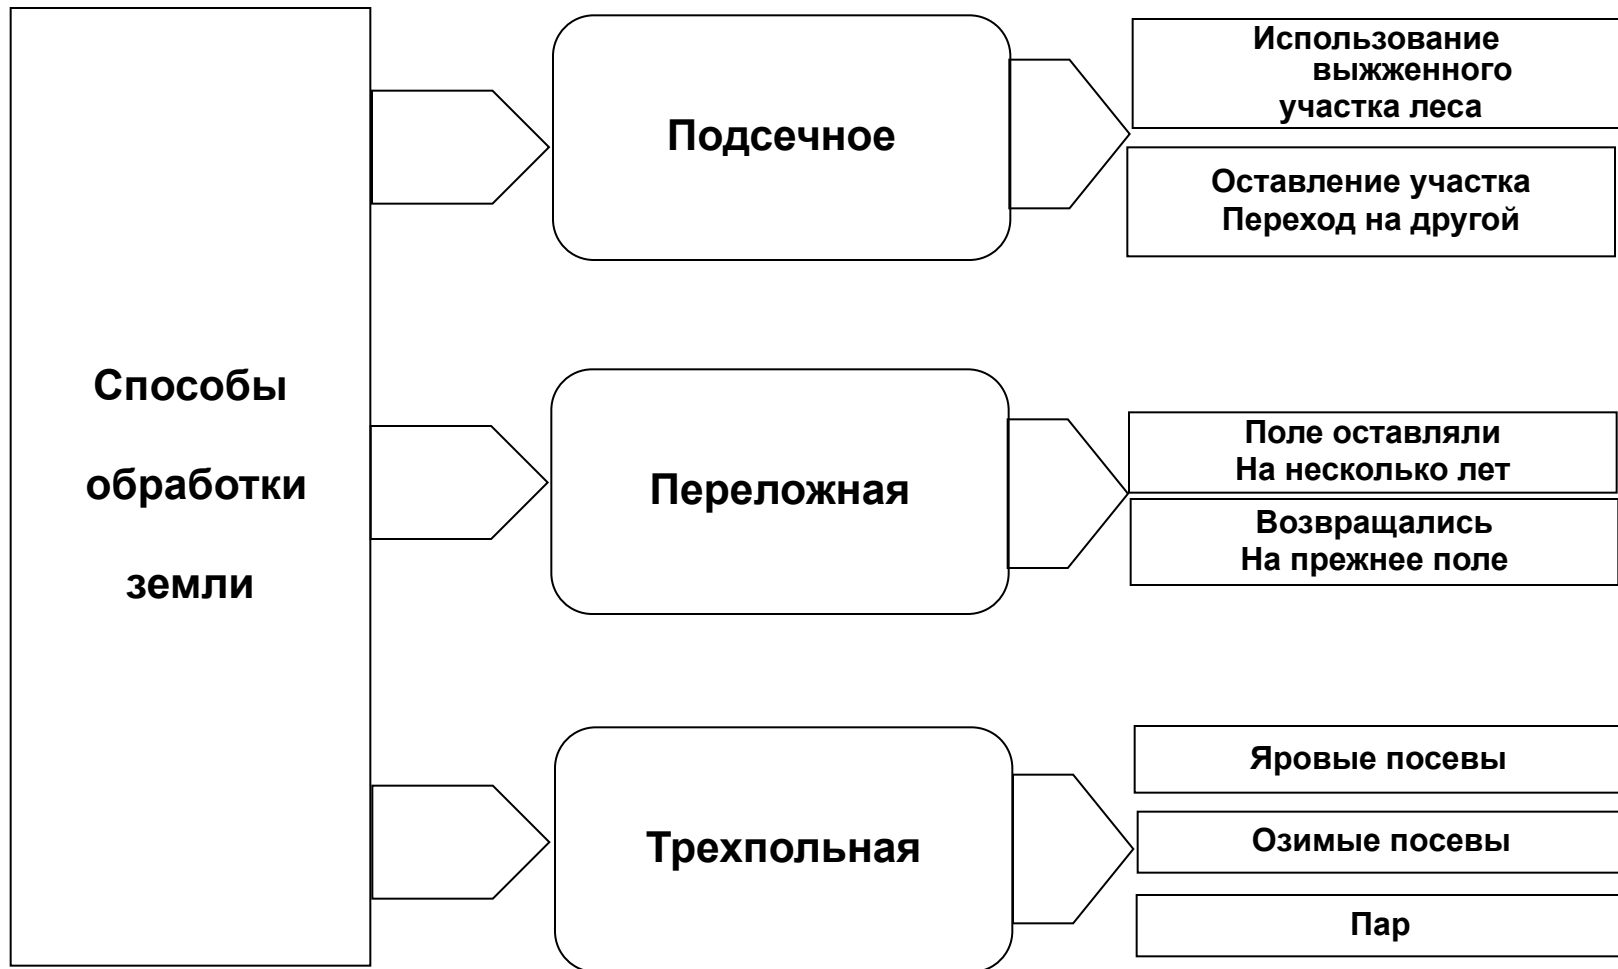 Способы
обработки
земли
Подсечное
Использование
выжженного
участка леса
Оставление участка
Переход на другой
Переложная
Поле оставляли
На несколько лет
Возвращались
На прежнее поле
Трехпольная
Яровые посевы
Озимые посевы
Пар